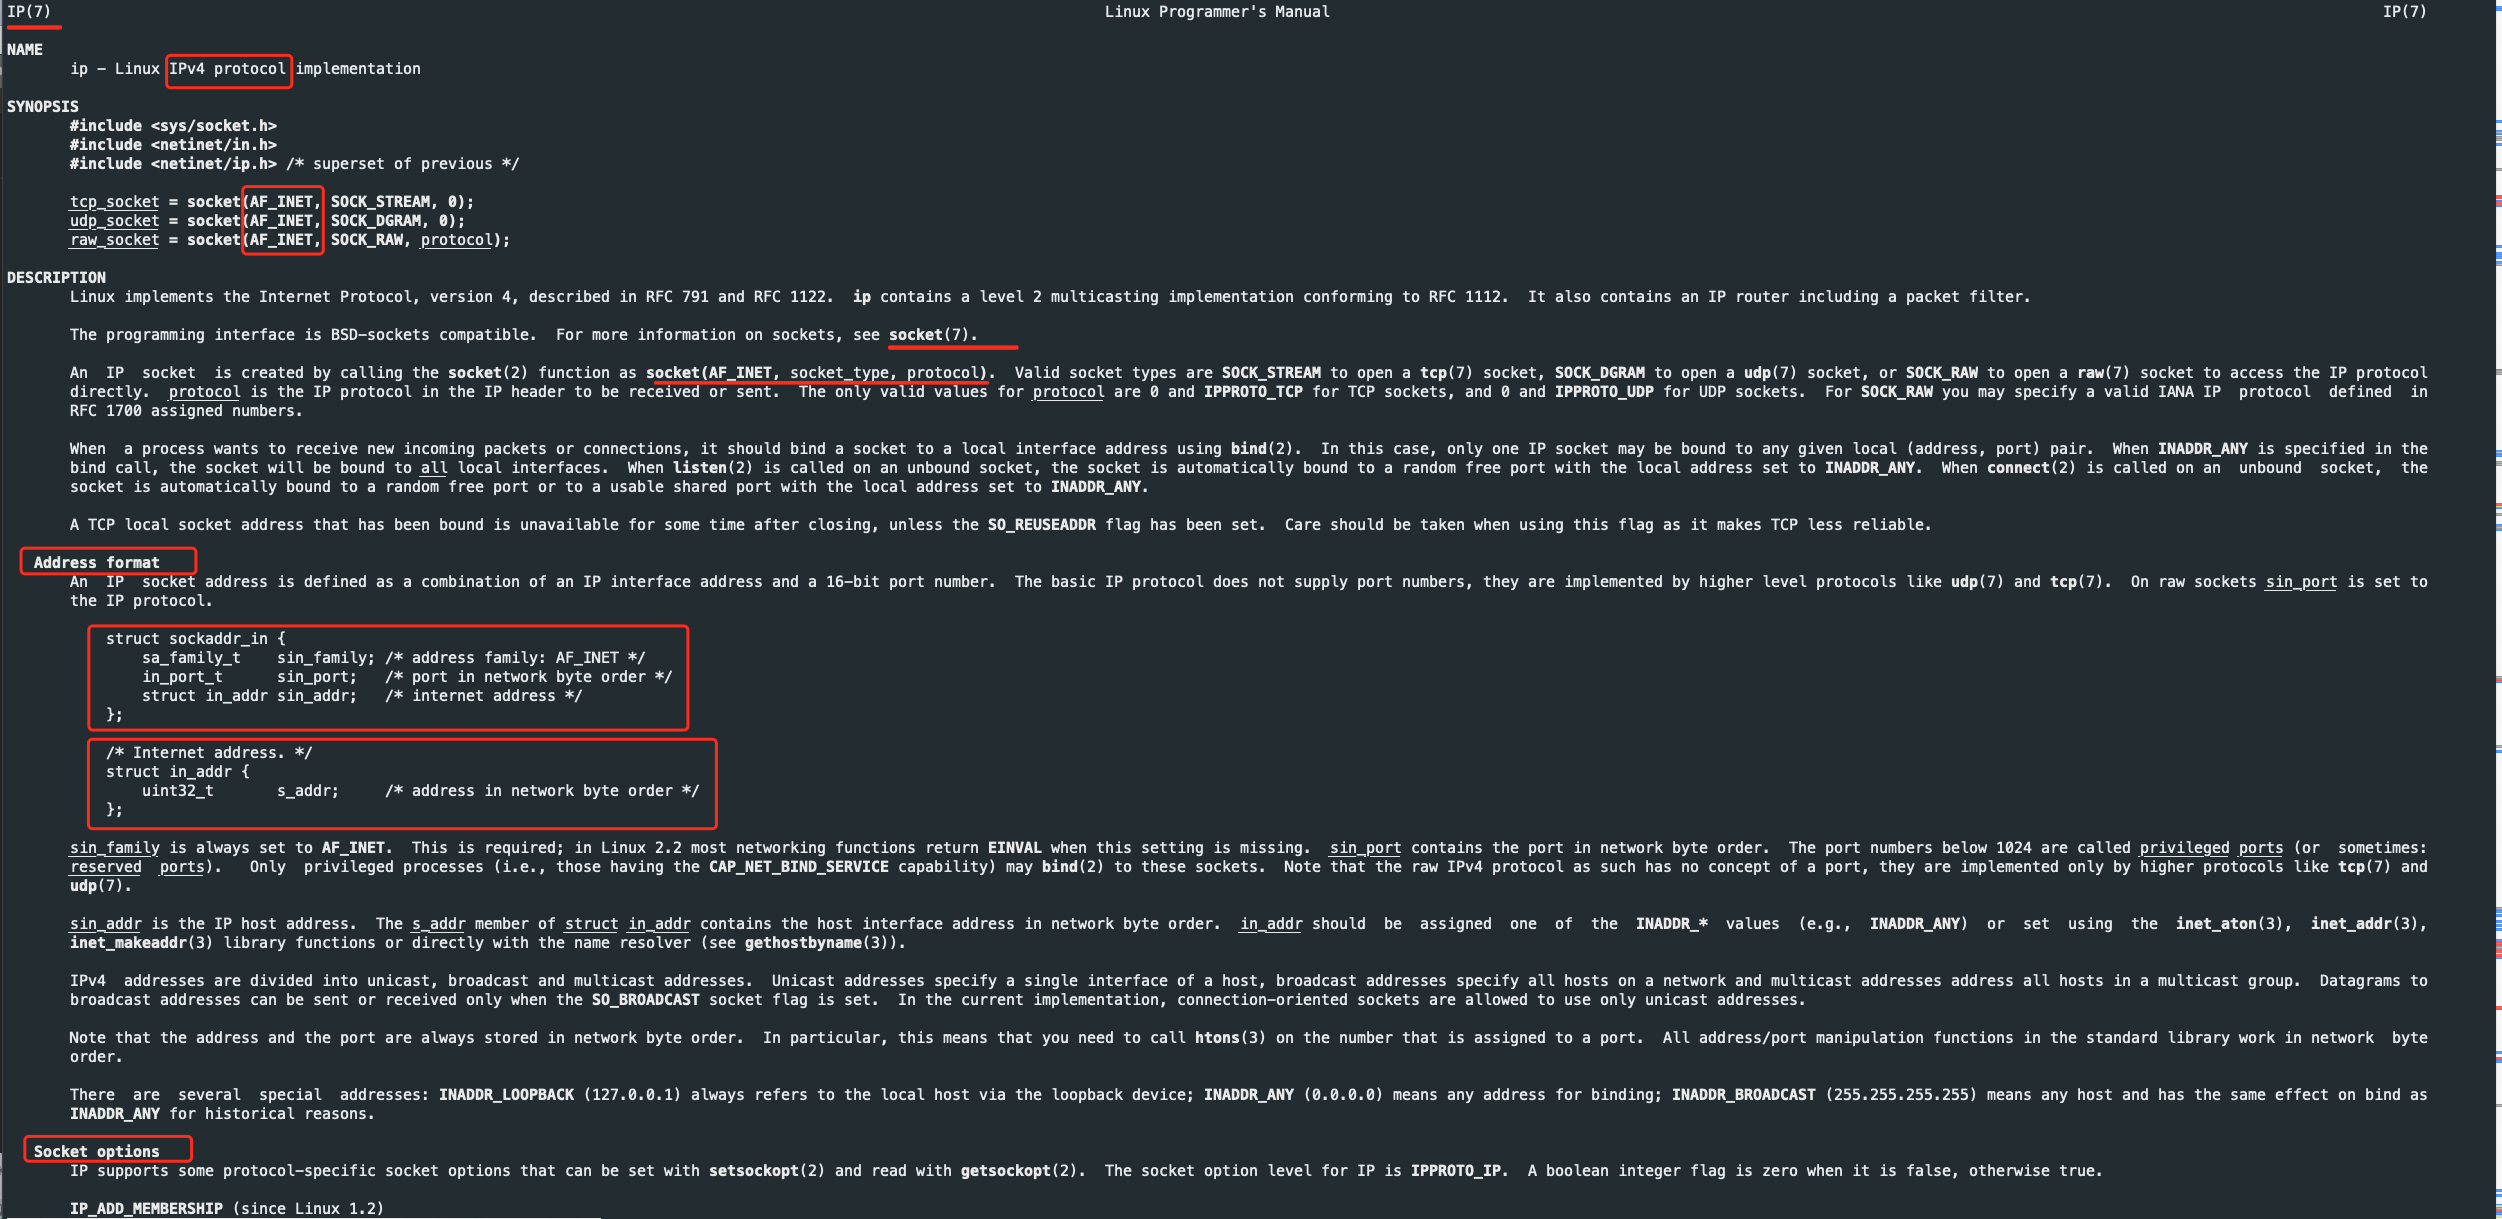 IP(7)                    Linux Programmer's Manual                    IP(7)
NAME
ip - Linux IPv4 protocol implementation
SYNOPSIS
#include <sys/socket.h>
#include <netinet/in.h>
#include <netinet/ip.h> /* superset of previous */
tcp_socket = socket(AF_INET, SOCK_STREAM, 0);
udp_socket = socket(AF_INET, SOCK_DGRAM, 0);
raw_socket = socket(AF_INET, SOCK_RAW, protocol);
DESCRIPTION
Linux implements the Internet Protocol, version 4, described in RFC 791 and RFC 1122.  ip contains a level 2 multicasting implementation conforming to RFC 1112.  It also contains an IP router including a packet filter.
The programming interface is BSD-sockets compatible.  For more information on sockets, see socket(7).
An  IP  socket  is created by calling the socket(2) function as socket(AF_INET, socket_type, protocol).  Valid socket types are SOCK_STREAM to open a tcp(7) socket, SOCK_DGRAM to open a udp(7) socket, or SOCK_RAW to open a raw(7) socket to access the IP protocol
directly.  protocol is the IP protocol in the IP header to be received or sent.  The only valid values for protocol are 0 and IPPROTO_TCP for TCP sockets, and 0 and IPPROTO_UDP for UDP sockets.  For SOCK_RAW you may specify a valid IANA IP  protocol  defined  in
RFC 1700 assigned numbers.
When  a process wants to receive new incoming packets or connections, it should bind a socket to a local interface address using bind(2).  In this case, only one IP socket may be bound to any given local (address, port) pair.  When INADDR_ANY is specified in the
bind call, the socket will be bound to all local interfaces.  When listen(2) is called on an unbound socket, the socket is automatically bound to a random free port with the local address set to INADDR_ANY.  When connect(2) is called on an  unbound  socket,  the
socket is automatically bound to a random free port or to a usable shared port with the local address set to INADDR_ANY.
A TCP local socket address that has been bound is unavailable for some time after closing, unless the SO_REUSEADDR flag has been set.  Care should be taken when using this flag as it makes TCP less reliable.
Address format
An  IP  socket address is defined as a combination of an IP interface address and a 16-bit port number.  The basic IP protocol does not supply port numbers, they are implemented by higher level protocols like udp(7) and tcp(7).  On raw sockets sin_port is set to
the IP protocol.
struct sockaddr_in {
    sa_family_t    sin_family; /* address family: AF_INET */
    in_port_t      sin_port;   /* port in network byte order */
    struct in_addr sin_addr;   /* internet address */
};
/* Internet address. */
struct in_addr {
    uint32_t       s_addr;     /* address in network byte order */
};
sin_family is always set to AF_INET.  This is required; in Linux 2.2 most networking functions return EINVAL when this setting is missing.  sin_port contains the port in network byte order.  The port numbers below 1024 are called privileged ports (or  sometimes:
reserved  ports).   Only  privileged processes (i.e., those having the CAP_NET_BIND_SERVICE capability) may bind(2) to these sockets.  Note that the raw IPv4 protocol as such has no concept of a port, they are implemented only by higher protocols like tcp(7) and
udp(7).
sin_addr is the IP host address.  The s_addr member of struct in_addr contains the host interface address in network byte order.  in_addr should  be  assigned  one  of  the  INADDR_*  values  (e.g.,  INADDR_ANY)  or  set  using  the  inet_aton(3),  inet_addr(3),
inet_makeaddr(3) library functions or directly with the name resolver (see gethostbyname(3)).
IPv4  addresses are divided into unicast, broadcast and multicast addresses.  Unicast addresses specify a single interface of a host, broadcast addresses specify all hosts on a network and multicast addresses address all hosts in a multicast group.  Datagrams to
broadcast addresses can be sent or received only when the SO_BROADCAST socket flag is set.  In the current implementation, connection-oriented sockets are allowed to use only unicast addresses.
Note that the address and the port are always stored in network byte order.  In particular, this means that you need to call htons(3) on the number that is assigned to a port.  All address/port manipulation functions in the standard library work in network  byte
order.
There  are  several  special  addresses: INADDR_LOOPBACK (127.0.0.1) always refers to the local host via the loopback device; INADDR_ANY (0.0.0.0) means any address for binding; INADDR_BROADCAST (255.255.255.255) means any host and has the same effect on bind as
INADDR_ANY for historical reasons.
Socket options
IP supports some protocol-specific socket options that can be set with setsockopt(2) and read with getsockopt(2).  The socket option level for IP is IPPROTO_IP.  A boolean integer flag is zero when it is false, otherwise true.
IP_ADD_MEMBERSHIP (since Linux 1.2)